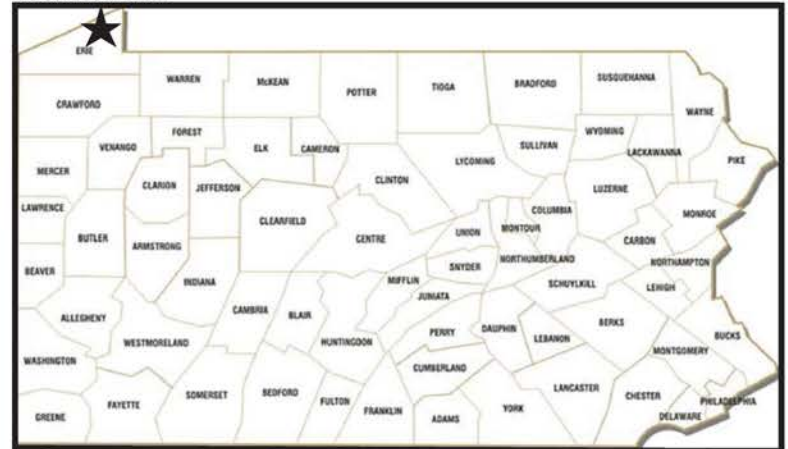 ERIE
WARREN
McKEAN
POTTER
TIOGA
BRADFORD
SUSQUEHANNA
WAYNE
CRAWFORD
FOREST
VENANGO
ELK
CAMERON
SULLIVAN
WYOMING
LACKAWANNA
PIKE
MERCER
CLARION
JEFFERSON
CLINTON
LYCOMING
LUZERNE
LAWRENCE
BUTLER
CLEARFIELD
COLUMBIA
MONROE
ARMSTRONG
CENTRE
UNION
MONTOUR
CARBON
BEAVER
INDIANA
SNYDER
NORTHUMBERLAND
NORTHAMPTON
MIFFLIN
SCHUYLKILL
LEHIGH
ALLEGHENY
CAMBRIA
BLAIR
JUNIATA
WESTMORELAND
HUNTINGDON
PERRY
DAUPHIN
LEBANON
BERKS
BUCKS
WASHINGTON
CUMBERLAND
MONTGOMERY
GREENE
FAYETTE
SOMERSET
BEDFORD
FULTON
FRANKLIN
ADAMS
YORK
LANCASTER
CHESTER
DELAWARE
PHILADELPHIA